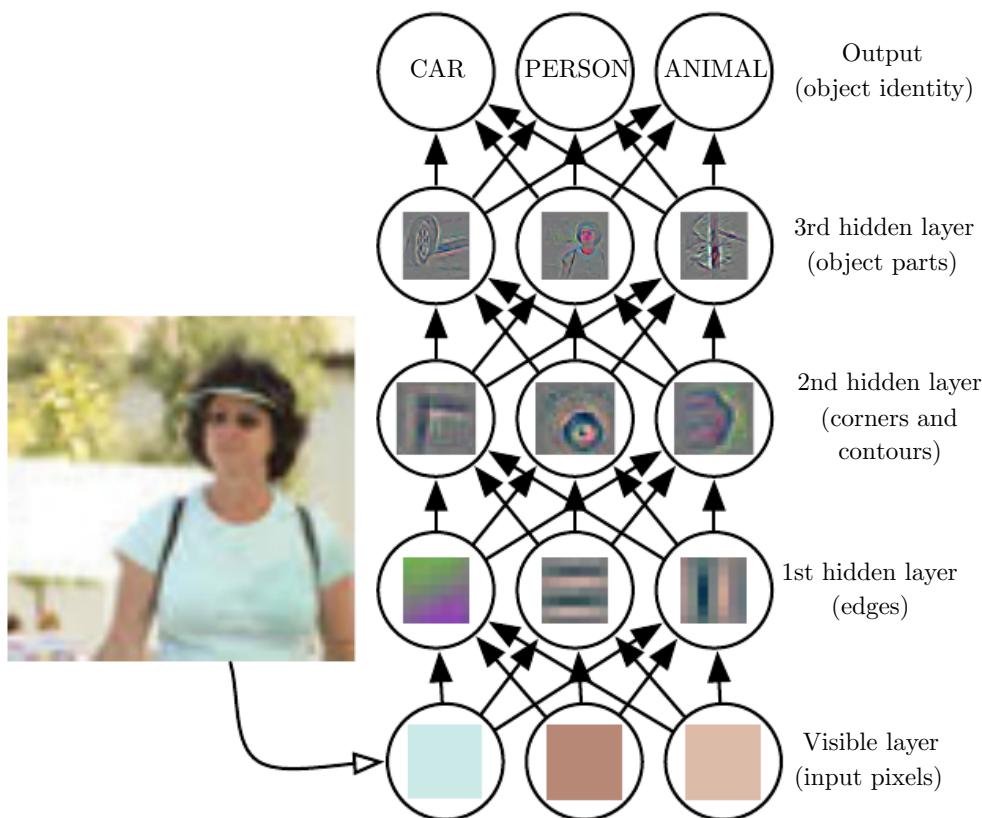 CAR
PERSON
ANIMAL
Output
(object identity)
3rd hidden layer
(object parts)
2nd hidden layer
(corners and
contours)
1st hidden layer
(edges)
Visible layer
(input pixels)